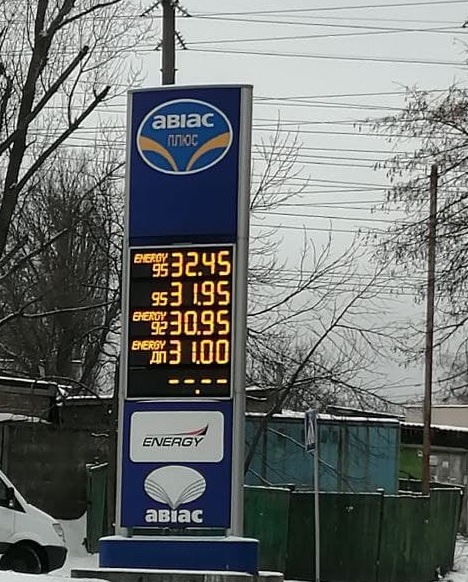 авіас
плюс
ENERGY
95 32.45
95 31.95
ENERGY
92 30.95
ENERGY
ДП 31.00
--.--
ENERGY
авіас